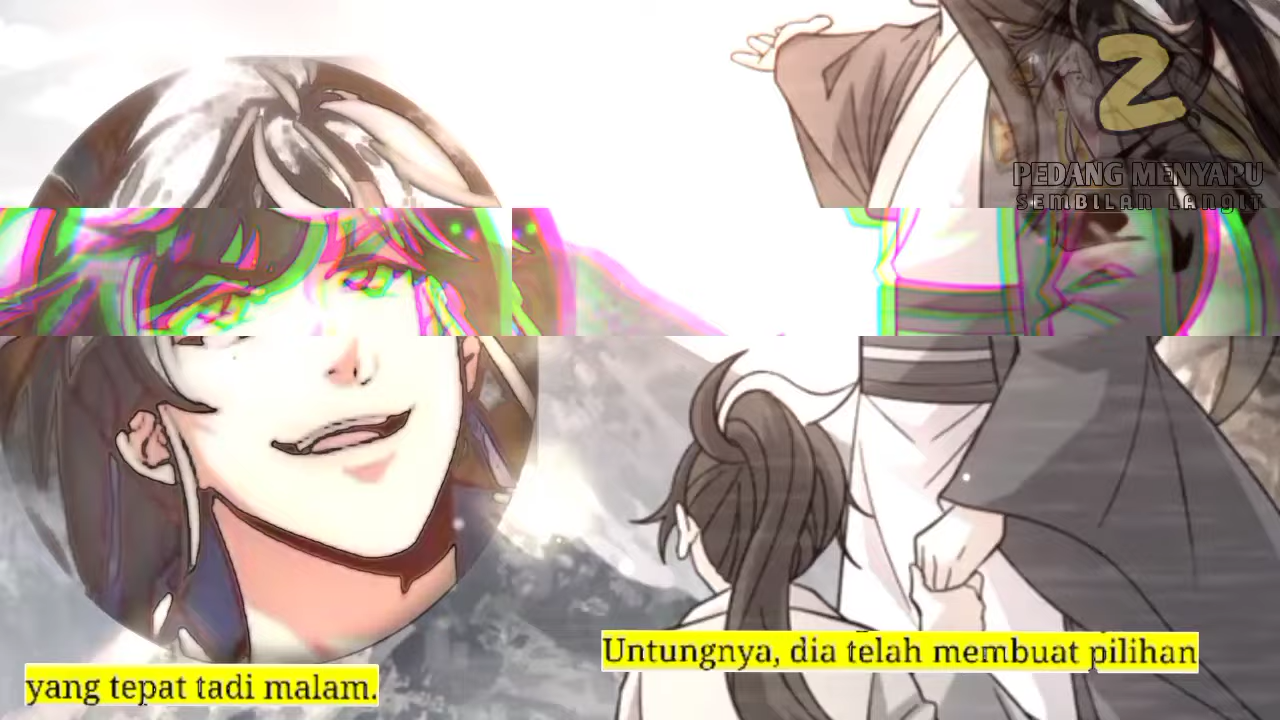 Z
PEDANG MENYAPU
SEMBILAN LANGIT
Untungnya, dia telah membuat pilihan
yang tepat tadi malam.